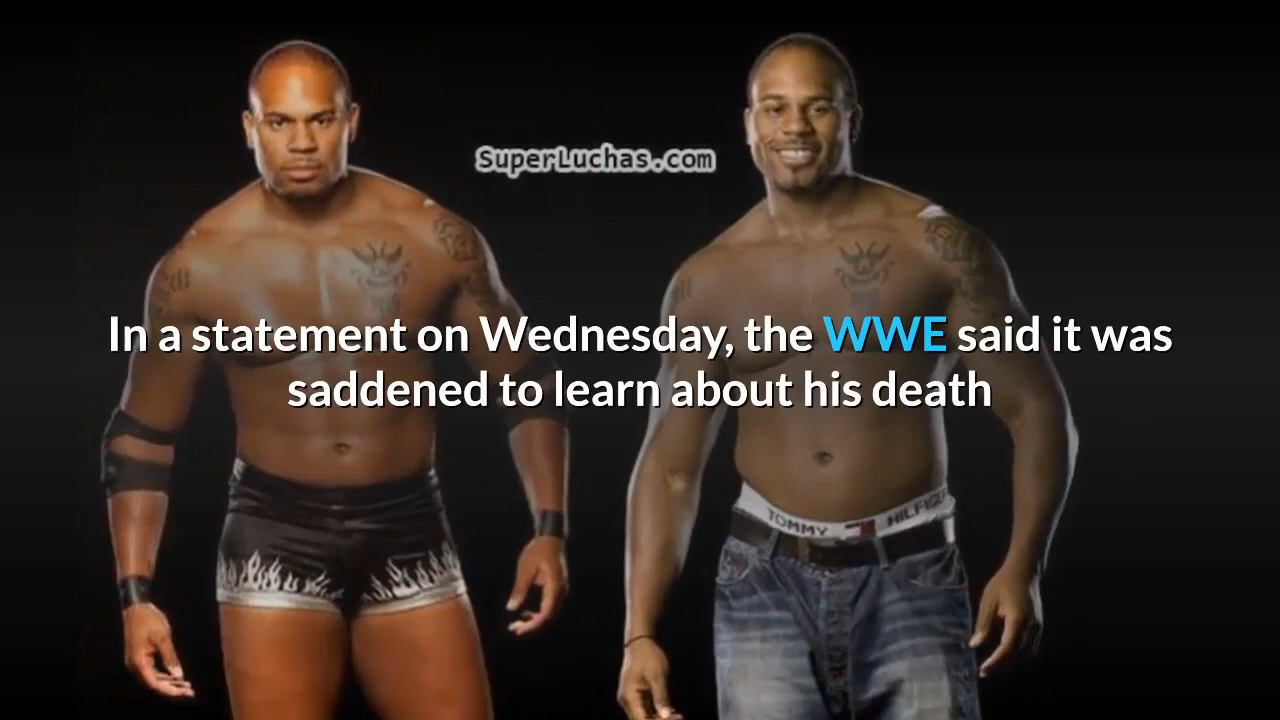 SuperLuchas.com
In a statement on Wednesday, the WWE said it was
saddened to learn about his death
TOMMY HILFIGER